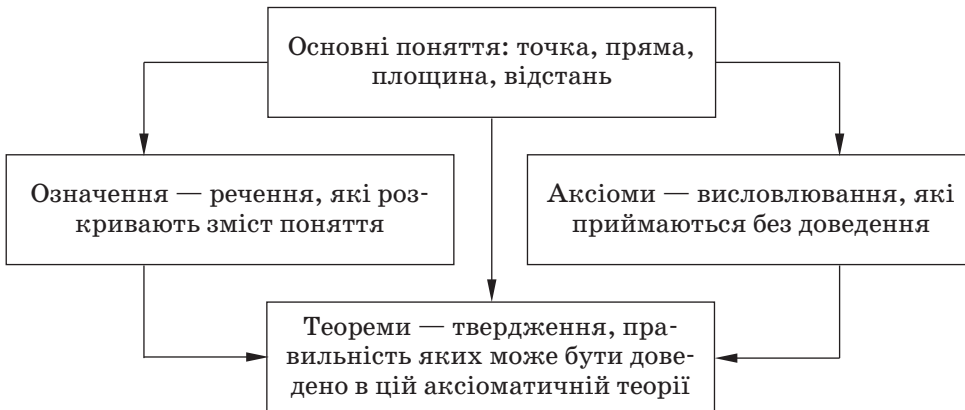 Основні поняття: точка, пряма,
площина, відстань
Означення — речення, які роз-
кривають зміст поняття
Аксіоми — висловлювання, які
приймаються без доведення
Теореми — твердження, пра-
вильність яких може бути дове-
дено в цій аксіоматичній теорії